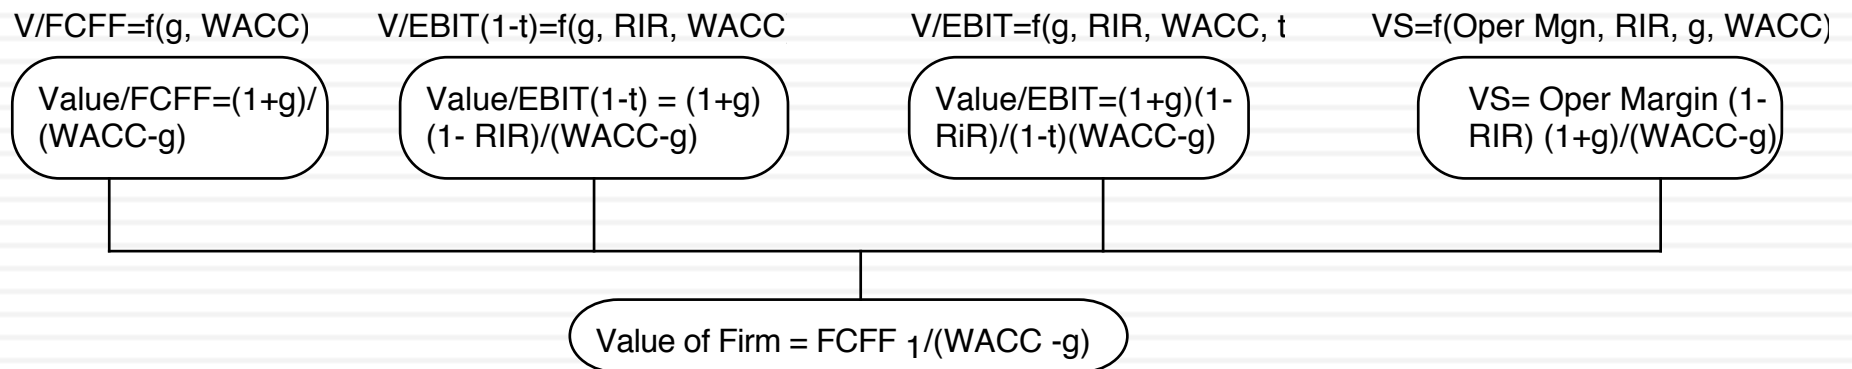 V/FCFF=f(g, WACC)
V/EBIT(1-t)=f(g, RIR, WACC
V/EBIT=f(g, RIR, WACC, t
VS=f(Oper Mgn, RIR, g, WACC)
Value/FCFF=(1+g)/
(WACC-g)
Value/EBIT(1-t) = (1+g)
(1- RIR)/(WACC-g)
Value/EBIT=(1+g)(1-
RiR)/(1-t)(WACC-g)
VS= Oper Margin (1-
RIR) (1+g)/(WACC-g)
Value of Firm = FCFF 1/(WACC -g)